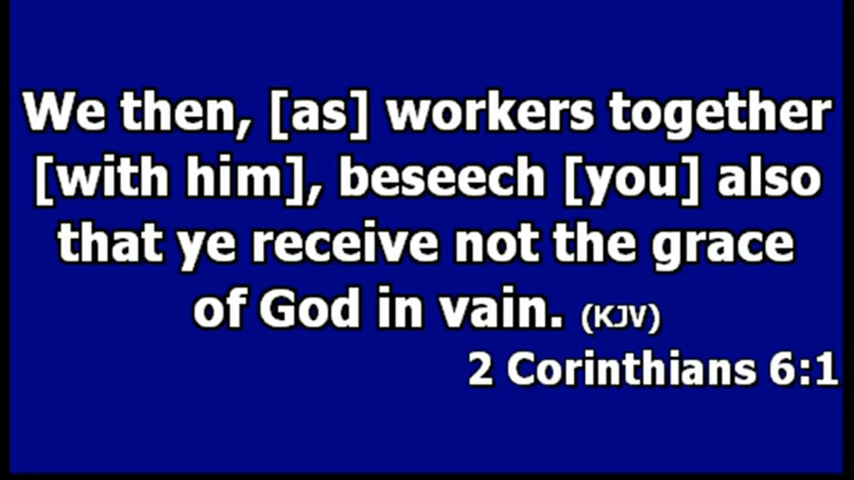 We then, [as] workers together
[with him], beseech [you] also
that ye receive not the grace
of God in vain. (KJV)
2 Corinthians 6:1